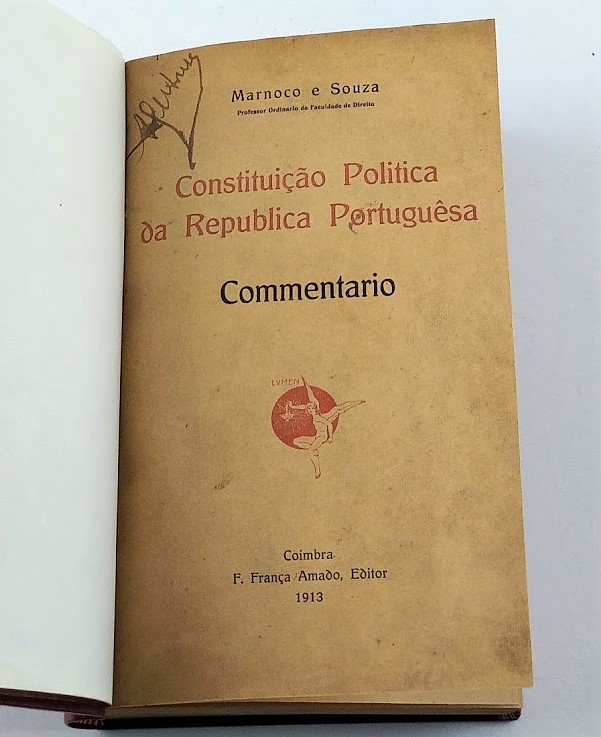 Marnoco e Souza
Professor Ordinario da Faculdade de Direito
Constituição Politica
da Republica Portuguêsa
Commentario
LVMEN
Coimbra
F. França Amado, Editor
1913